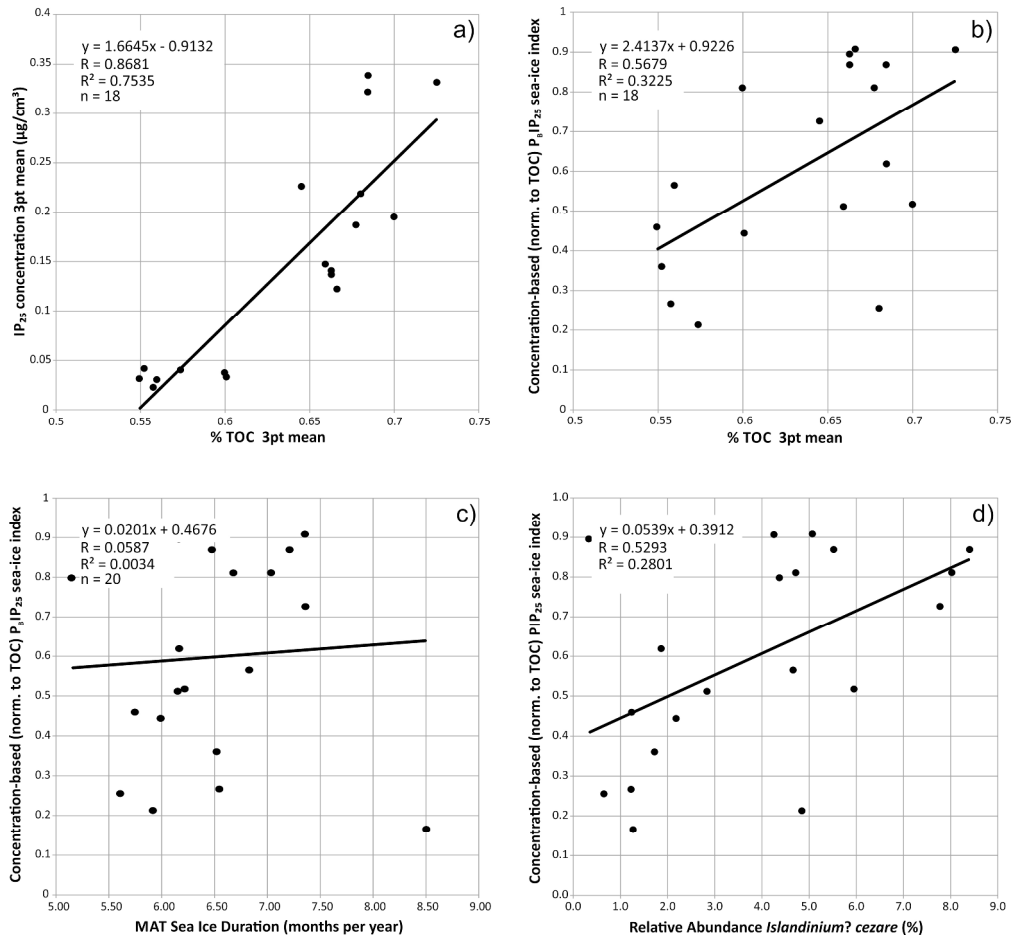 a)
y = 1.6645x - 0.9132
R = 0.8681
R² = 0.7535
n = 18
IP₂₅ concentration 3pt mean (µg/cm³)
0.4
0.35
0.3
0.25
0.2
0.15
0.1
0.05
0
0.5 0.55 0.6 0.65 0.7 0.75
% TOC 3pt mean
b)
y = 2.4137x + 0.9226
R = 0.5679
R² = 0.3225
n = 18
Concentration-based (norm. to TOC) PᵦIP₂₅ sea-ice index
1
0.9
0.8
0.7
0.6
0.5
0.4
0.3
0.2
0.1
0
0.5 0.55 0.6 0.65 0.7 0.75
% TOC 3pt mean
c)
y = 0.0201x + 0.4676
R = 0.0587
R² = 0.0034
n = 20
Concentration-based (norm. to TOC) PᵦIP₂₅ sea-ice index
1
0.9
0.8
0.7
0.6
0.5
0.4
0.3
0.2
0.1
0
5.00 6.00 6.50 7.00 7.50 8.00 8.50 9.00
MAT Sea Ice Duration (months per year)
d)
y = 0.0539x + 0.3912
R = 0.5293
R² = 0.2801
Concentration-based (norm. to TOC) PIP₂₅ sea-ice index
1
0.9
0.8
0.7
0.6
0.5
0.4
0.3
0.2
0.1
0
0.0 1.0 2.0 3.0 4.0 5.0 6.0 7.0 8.0 9.0
Relative Abundance Islandinium? cezare (%)